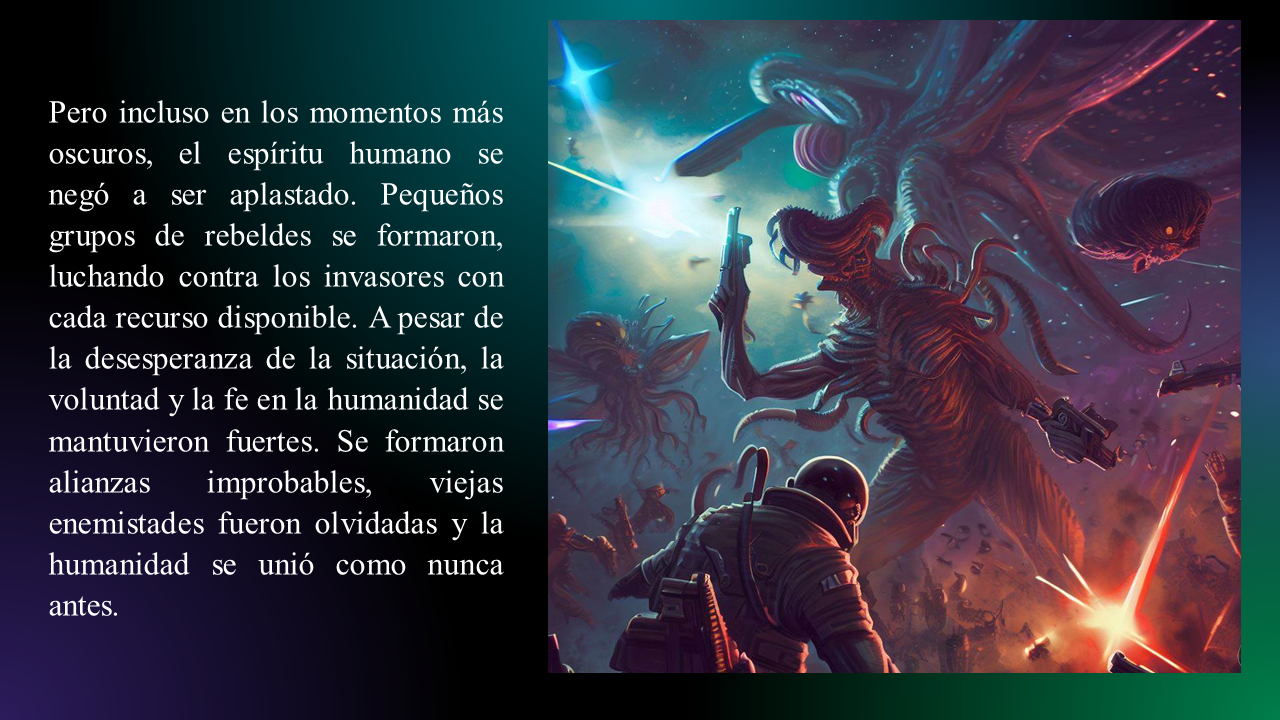 Pero incluso en los momentos más
oscuros, el espíritu humano se
negó a ser aplastado. Pequeños
grupos de rebeldes se formaron,
luchando contra los invasores con
cada recurso disponible. A pesar de
la desesperanza de la situación, la
voluntad y la fe en la humanidad se
mantuvieron fuertes. Se formaron
alianzas improbables, viejas
enemistades fueron olvidadas y la
humanidad se unió como nunca
antes.